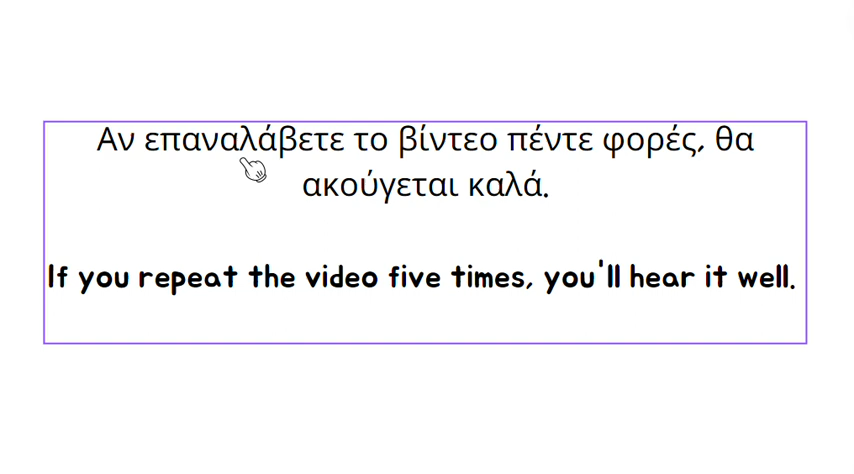 Αν επαναλάβετε το βίντεο πέντε φορές, θα
ακούγεται καλά.
If you repeat the video five times, you'll hear it well.